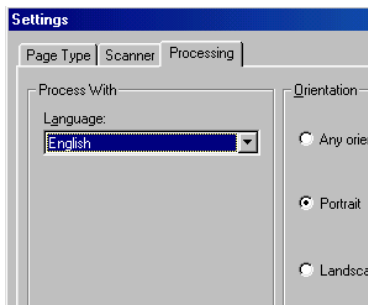 Settings
Page Type Scanner Processing
Process With
Language:
English
Orientation
Any orie
Portrait
Landsca